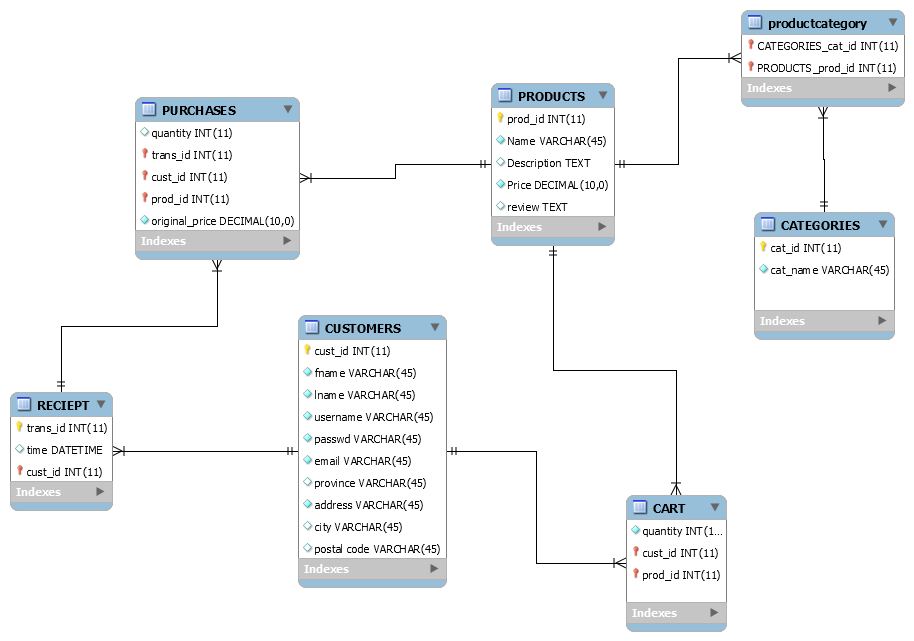 productcategory
CATEGORIES_cat_id INT(11)
PRODUCTS_prod_id INT(11)
Indexes
PURCHASES
quantity INT(11)
trans_id INT(11)
cust_id INT(11)
prod_id INT(11)
original_price DECIMAL(10,0)
Indexes
PRODUCTS
prod_id INT(11)
Name VARCHAR(45)
Description TEXT
Price DECIMAL(10,0)
review TEXT
Indexes
CATEGORIES
cat_id INT(11)
cat_name VARCHAR(45)
Indexes
CUSTOMERS
cust_id INT(11)
fname VARCHAR(45)
lname VARCHAR(45)
username VARCHAR(45)
passwd VARCHAR(45)
email VARCHAR(45)
province VARCHAR(45)
address VARCHAR(45)
city VARCHAR(45)
postal code VARCHAR(45)
Indexes
RECIEPT
trans_id INT(11)
time DATETIME
cust_id INT(11)
Indexes
CART
quantity INT(1...
cust_id INT(11)
prod_id INT(11)
Indexes